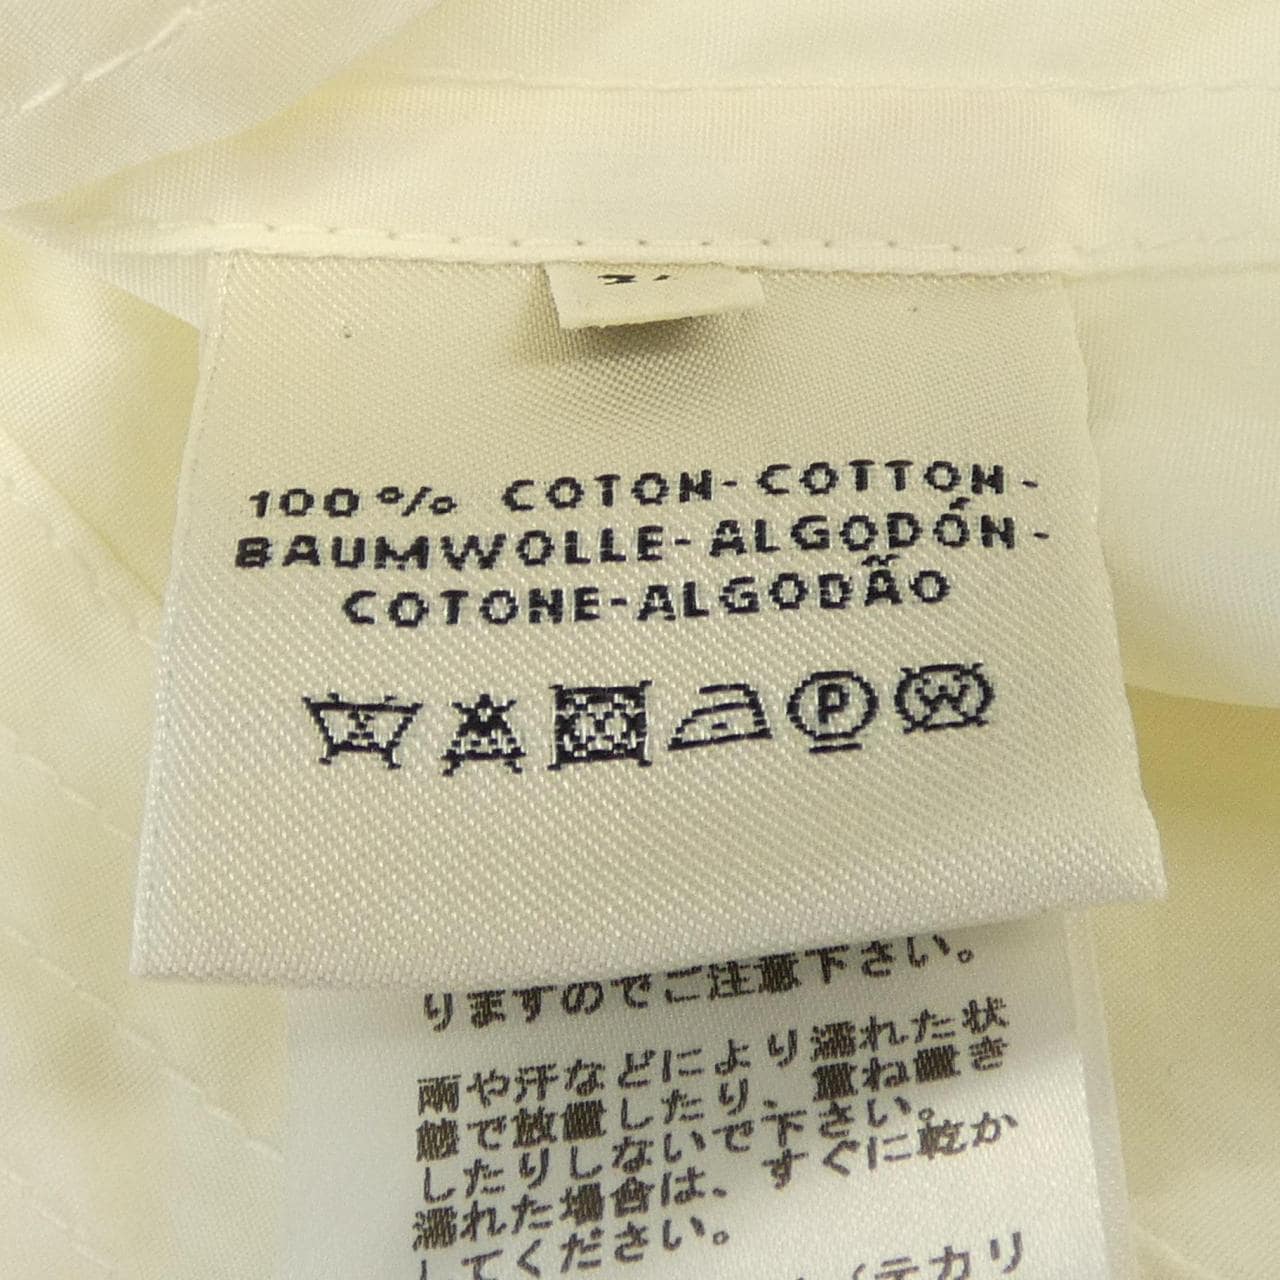 100% COTON-COTTON-
BAUMWOLLE-ALGODÓN-
COTONE-ALGODÃO
P
W
りますのでご注意下さい。
雨や汗などにより濡れた状
態で放置したり、重ね置き
したりしないで下さい。
濡れた場合は、すぐに乾か
してください。
(テカリ